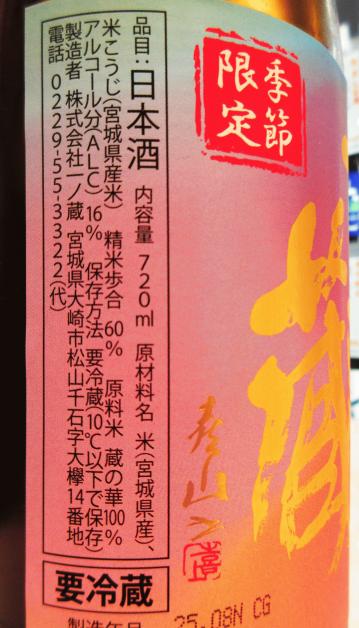 季節
限定
蔵
品目：日本酒 内容量 720ml 原材料名 米(宮城県産)、
米こうじ(宮城県産米) 精米歩合 60% 原料米 蔵の華100%
アルコール分(ALC) 16% 保存方法 要冷蔵(10℃以下で保存)
製造者 株式会社一ノ蔵 宮城県大崎市松山千石字大欅14番地
電話 0229-55-3322(代)
要冷蔵
製造年月
25.08N CG